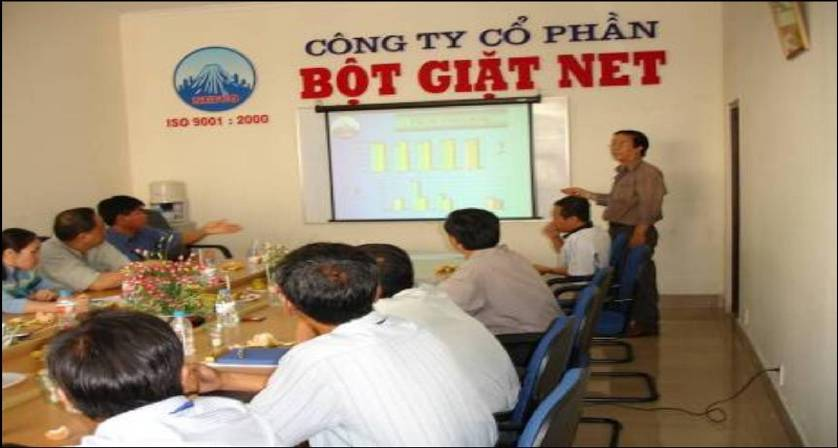 CÔNG TY CỔ PHẦN
BỘT GIẶT NET
ISO 9001 : 2000